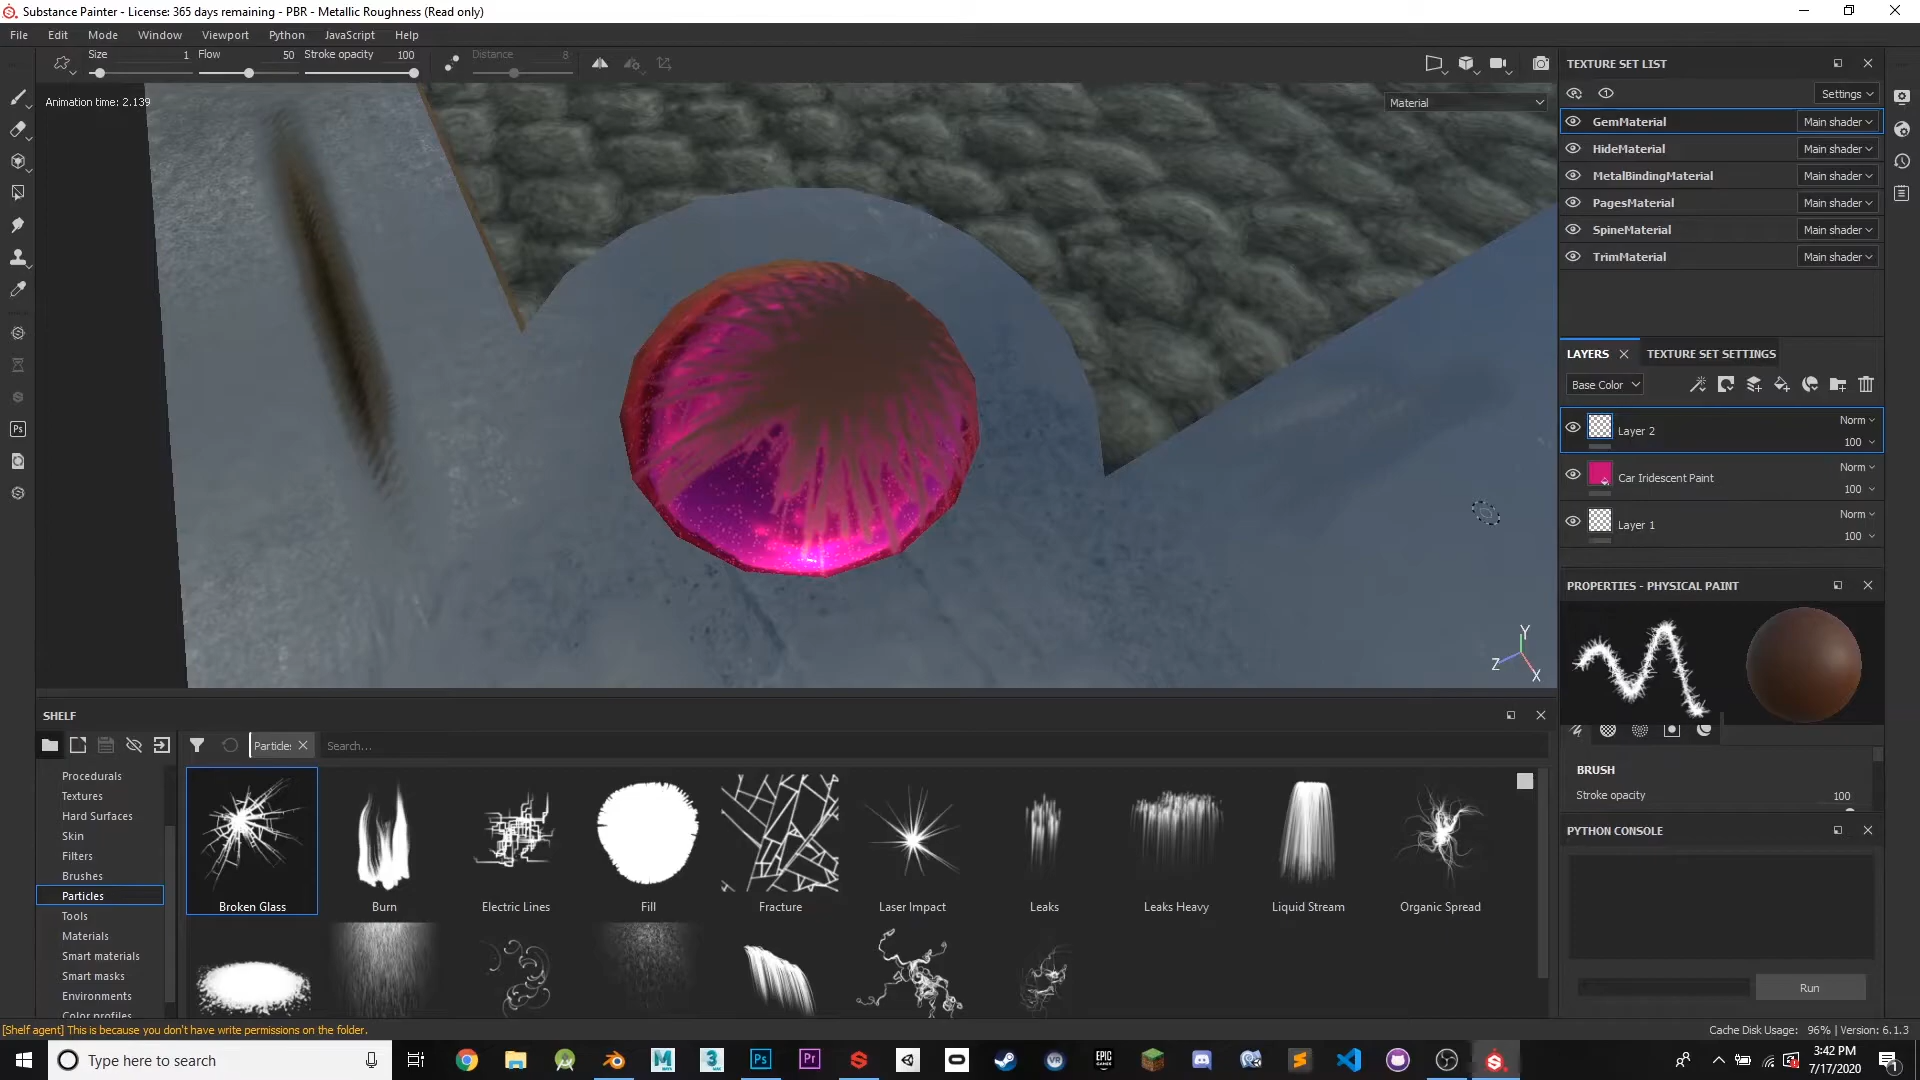 Substance Painter - License: 365 days remaining - PBR - Metallic Roughness (Read only)
File Edit Mode Window Viewport Python JavaScript Help
Size 1 Flow 50 Stroke opacity 100 Distance 8
Animation time: 2.139
Material
TEXTURE SET LIST
Settings
GemMaterial Main shader
HideMaterial Main shader
MetalBindingMaterial Main shader
PagesMaterial Main shader
SpineMaterial Main shader
TrimMaterial Main shader
LAYERS TEXTURE SET SETTINGS
Base Color
Layer 2 Norm 100
Car Iridescent Paint Norm 100
Layer 1 Norm 100
PROPERTIES - PHYSICAL PAINT
Y
Z
X
BRUSH
Stroke opacity 100
PYTHON CONSOLE
Run
SHELF
Particle: Search...
Procedurals
Textures
Hard Surfaces
Skin
Filters
Brushes
Particles
Tools
Materials
Smart materials
Smart masks
Environments
Color profiles
Broken Glass Burn Electric Lines Fill Fracture Laser Impact Leaks Leaks Heavy Liquid Stream Organic Spread
[Shelf agent] This is because you don't have write permissions on the folder.
Cache Disk Usage: 96% | Version: 6.1.3
Type here to search
Ps
Pr
EPIC GAMES
3:42 PM
7/17/2020